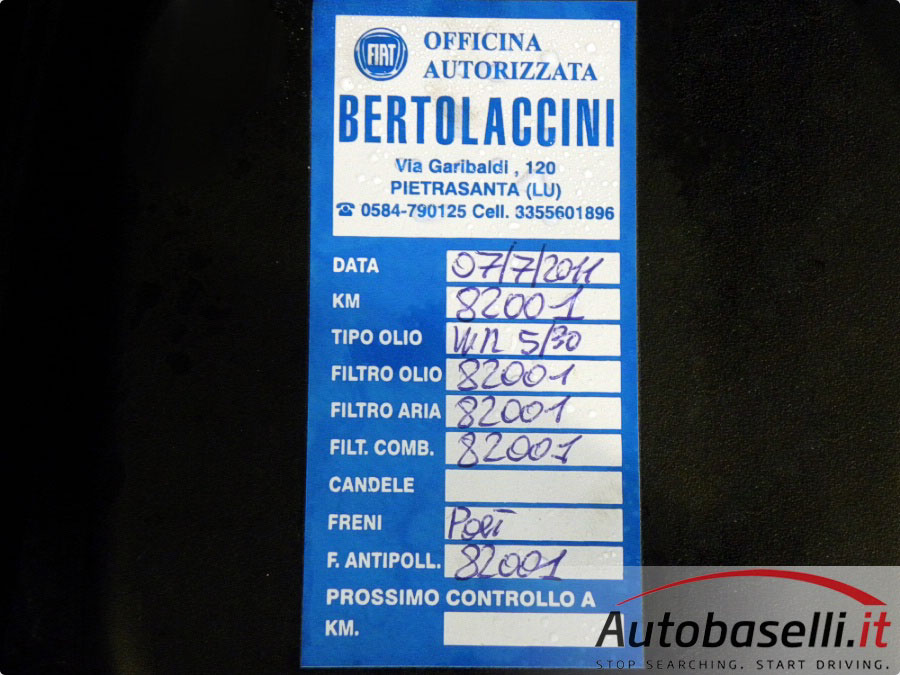 FIAT
OFFICINA
AUTORIZZATA
BERTOLACCINI
Via Garibaldi , 120
PIETRASANTA (LU)
☎ 0584-790125 Cell. 3355601896
DATA 07/7/2011
KM 82001
TIPO OLIO 5/30
FILTRO OLIO 82001
FILTRO ARIA 82001
FILT. COMB. 82001
CANDELE
FRENI
F. ANTIPOLL. 82001
PROSSIMO CONTROLLO A
KM.
Autobaselli.it
STOP SEARCHING. START DRIVING.